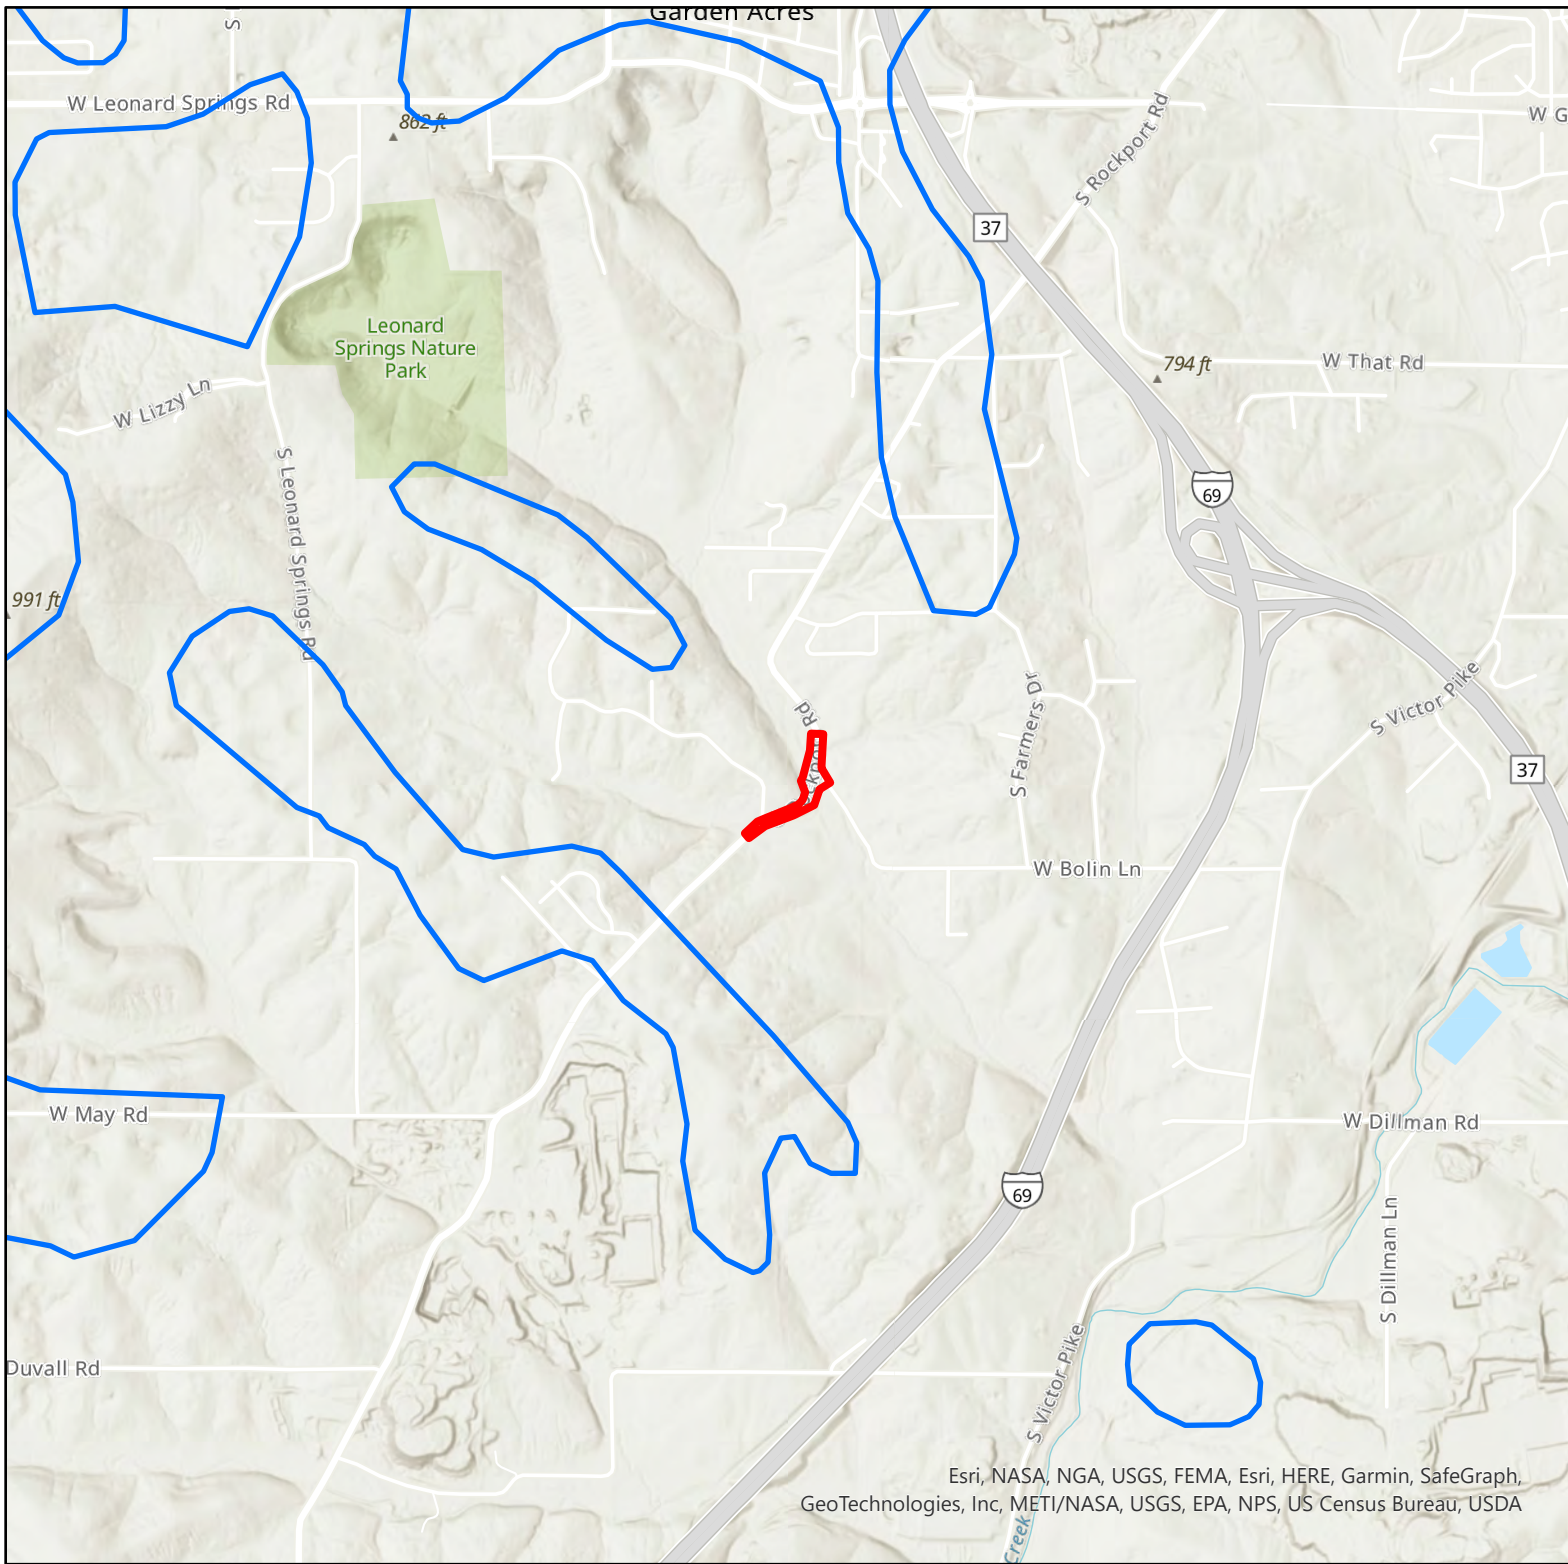 Garden Acres
S
W Leonard Springs Rd
862 ft
S Rockport Rd
W G
37
Leonard
Springs Nature
Park
794 ft
W That Rd
W Lizzy Ln
S Leonard Springs Rd
69
991 ft
S Victor Pike
S Farmers Dr
Rd
37
W Bolin Ln
W May Rd
W Dillman Rd
69
S Dillman Ln
Duvall Rd
S Victor Pike
Creek
Esri, NASA, NGA, USGS, FEMA, Esri, HERE, Garmin, SafeGraph,
GeoTechnologies, Inc, METI/NASA, USGS, EPA, NPS, US Census Bureau, USDA